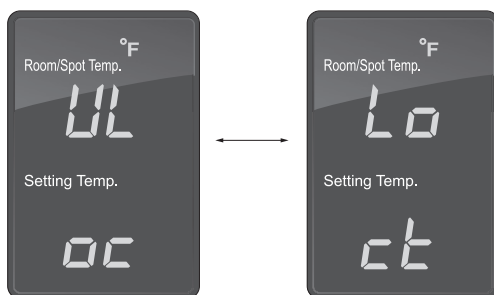 °F
Room/Spot Temp.
UL
Setting Temp.
oc
°F
Room/Spot Temp.
Lo
Setting Temp.
ct